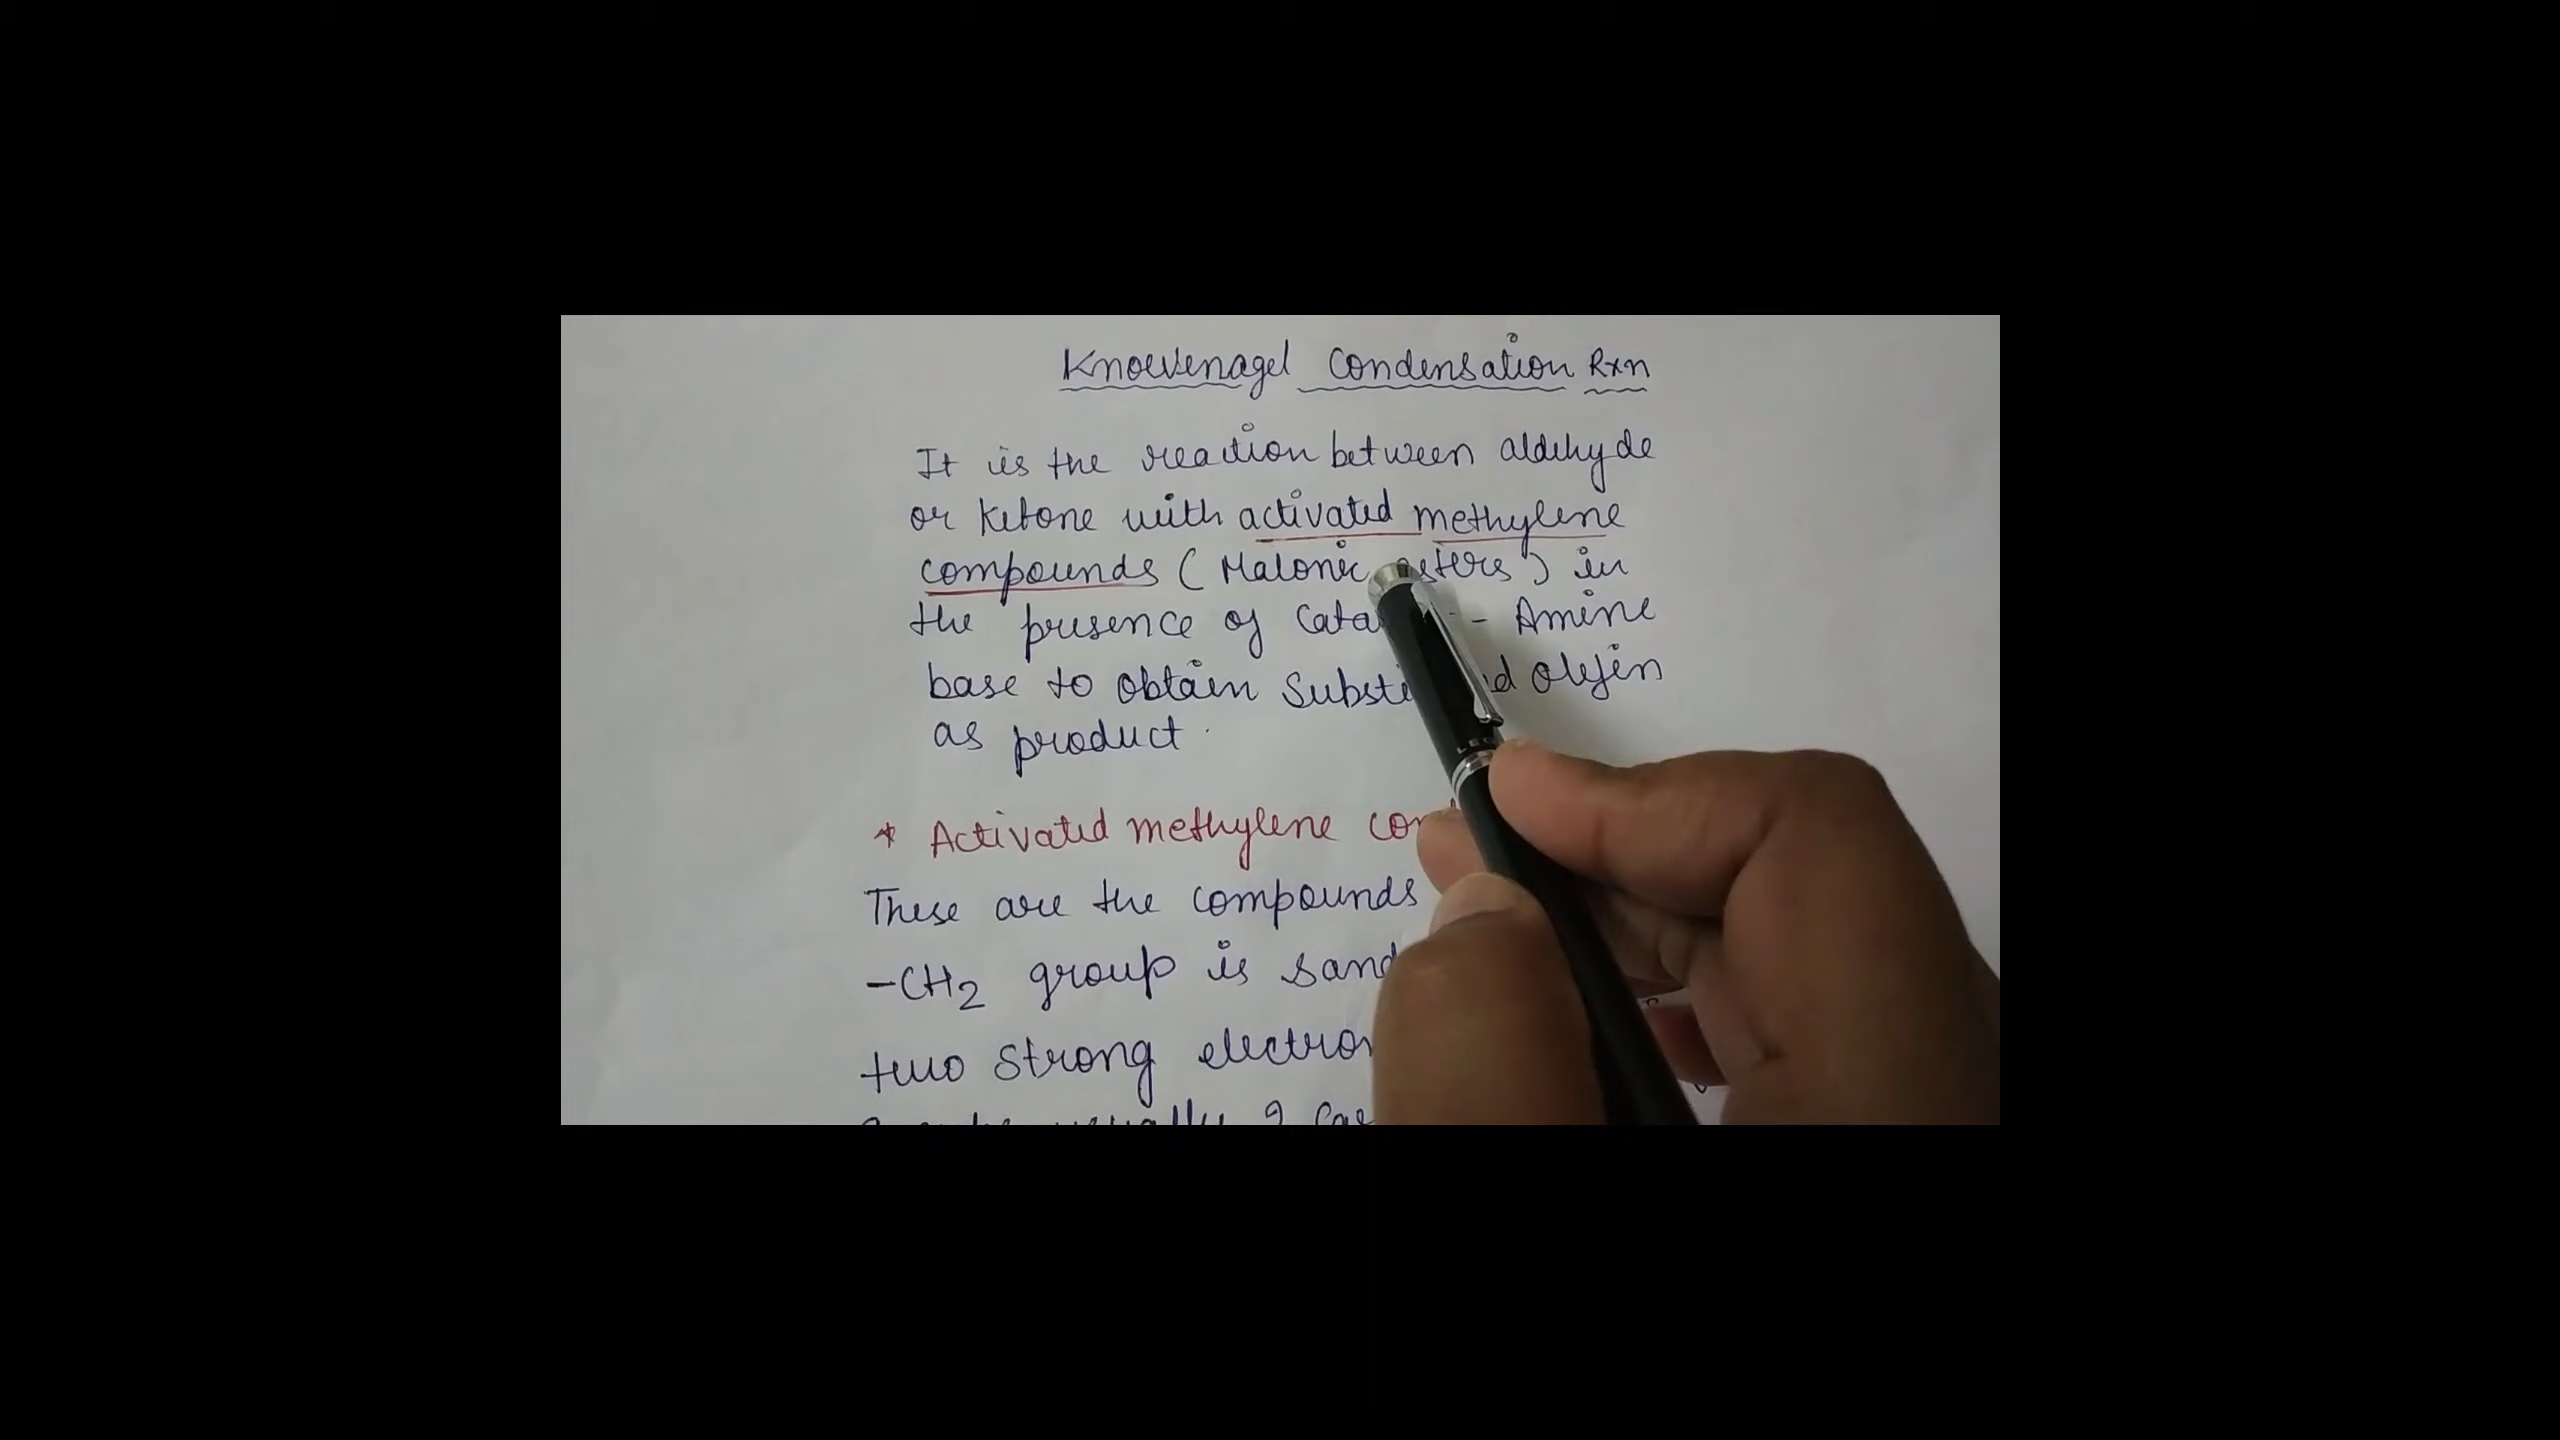 Knoevenagel Condensation Rxn
It is the reaction between aldehyde
or Ketone with activated methylene
compounds (Malonic esters) in
the presence of - Amine
base to obtain olefin
as product.
* Activated methylene
These are the compounds
-CH2 group is
two strong
usually 2